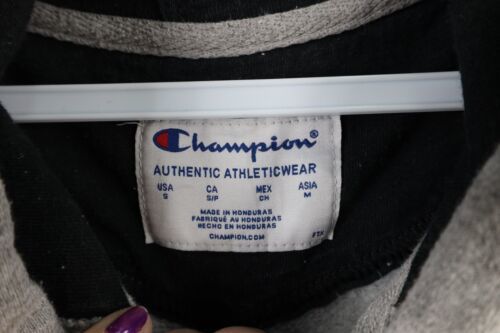 Champion®
AUTHENTIC ATHLETICWEAR
USA CA MEX ASIA
S S/P CH M
MADE IN HONDURAS
FABRIQUÉ AU HONDURAS
HECHO EN HONDURAS
CHAMPION.COM